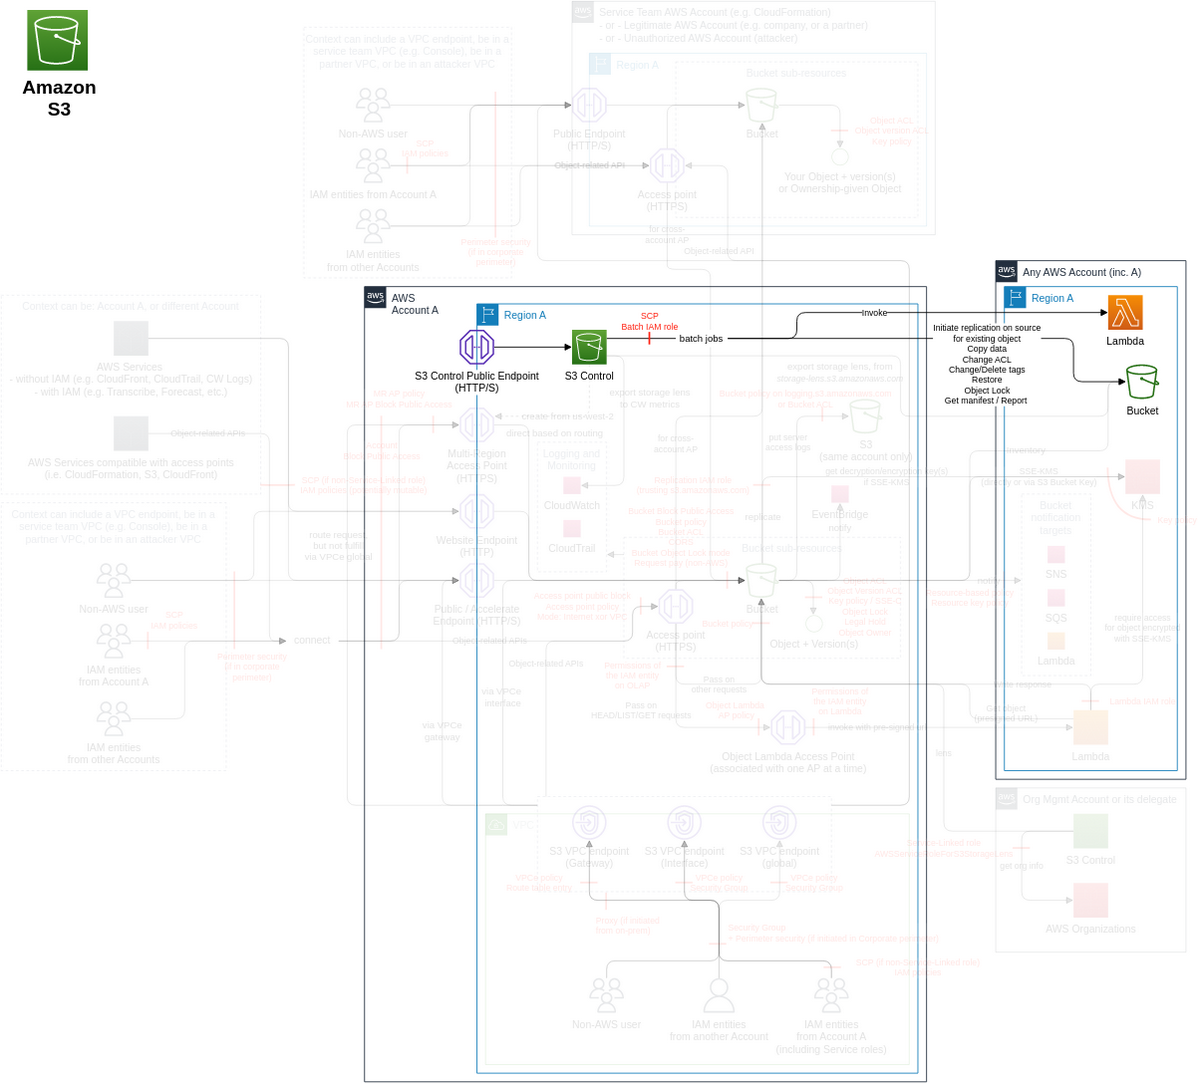 Amazon
S3
Context can include a VPC endpoint, be in a
service team VPC (e.g. Console), be in a
partner VPC, or be in an attacker VPC
Non-AWS user
SCP
IAM policies
IAM entities from Account A
IAM entities
from other Accounts
Perimeter security
(if in corporate
perimeter)
aws
Service Team AWS Account (e.g. CloudFormation)
- or - Legitimate AWS Account (e.g. company, or a partner)
- or - Unauthorized AWS Account (attacker)
Region A
Bucket sub-resources
Public Endpoint
(HTTP/S)
Bucket
Object ACL
Object version ACL
Key policy
Object-related API
Access point
(HTTPS)
Your Object + version(s)
or Ownership-given Object
for cross-
account AP
Object-related API
aws
AWS
Account A
Region A
S3 Control Public Endpoint
(HTTP/S)
S3 Control
SCP
Batch IAM role
batch jobs
Invoke
Initiate replication on source
for existing object
Copy data
Change ACL
Change/Delete tags
Restore
Object Lock
Get manifest / Report
aws
Any AWS Account (inc. A)
Region A
Lambda
Bucket
Context can be: Account A, or different Account
AWS Services
- without IAM (e.g. CloudFront, CloudTrail, CW Logs)
- with IAM (e.g. Transcribe, Forecast, etc.)
Object-related APIs
AWS Services compatible with access points
(i.e. CloudFormation, S3, CloudFront)
Context can include a VPC endpoint, be in a
service team VPC (e.g. Console), be in a
partner VPC, or be in an attacker VPC
Non-AWS user
SCP
IAM policies
IAM entities
from Account A
IAM entities
from other Accounts
Perimeter security
(if in corporate
perimeter)
connect
SCP (if non-Service-Linked role)
IAM policies (potentially mutable)
route request
but not fulfill
via VPCe global
MR AP policy
MR AP Block Public Access
Account
Block Public Access
create from us-west-2
direct based on routing
Multi-Region
Access Point
(HTTPS)
Website Endpoint
(HTTP)
Public / Accelerate
Endpoint (HTTP/S)
Logging and
Monitoring
CloudWatch
CloudTrail
export storage lens
to CW metrics
export storage lens, from
storage-lens.s3.amazonaws.com
Bucket policy on logging.s3.amazonaws.com
or Bucket ACL
for cross-
account AP
put server
access logs
S3
(same account only)
get decryption/encryption key(s)
if SSE-KMS
Replication IAM role
replicate
EventBridge
notify
Bucket Block Public Access
Bucket policy
Bucket ACL
CORS
Bucket Object Lock mode
Request pay (non-AWS)
Bucket sub-resources
Bucket
Object ACL
Object Version ACL
Key policy / SSE-C
Object Lock
Legal Hold
Object Owner
Object + Version(s)
Access point public block
Access point policy
Mode: Internet (or VPC)
Bucket policy
Access point
(HTTPS)
Object-related APIs
Object-related APIs
Permissions of
the IAM entity
on OLAP
Pass on
other requests
Pass on
HEAD/LIST/GET requests
Object Lambda
AP policy
Permissions of
the IAM entity
on Lambda
Object Lambda Access Point
(associated with one AP at a time)
via VPCe
interface
via VPCe
gateway
inventory
SSE-KMS
(directly or via S3 Bucket Key)
KMS
Key policy
Bucket
notification
targets
SNS
SQS
Lambda
notify
Resource-based policy
Resource key policy
require access
for object encrypted
with SSE-KMS
write response
Get object
(presigned URL)
Lambda IAM role
Lambda
lens
aws
Org Mgmt Account or its delegate
S3 Control
Service-Linked role
AWSServiceRoleForS3StorageLens
get org info
AWS Organizations
VPC
S3 VPC endpoint
(Gateway)
S3 VPC endpoint
(Interface)
S3 VPC endpoint
(global)
VPCe policy
Route table entry
VPCe policy
Security Group
VPCe policy
Security Group
Proxy (if initiated
from on-prem)
Security Group
+ Perimeter security (if initiated in Corporate perimeter)
SCP (if non-Service-Linked role)
IAM policies
Non-AWS user
IAM entities
from another Account
IAM entities
from Account A
(including Service roles)